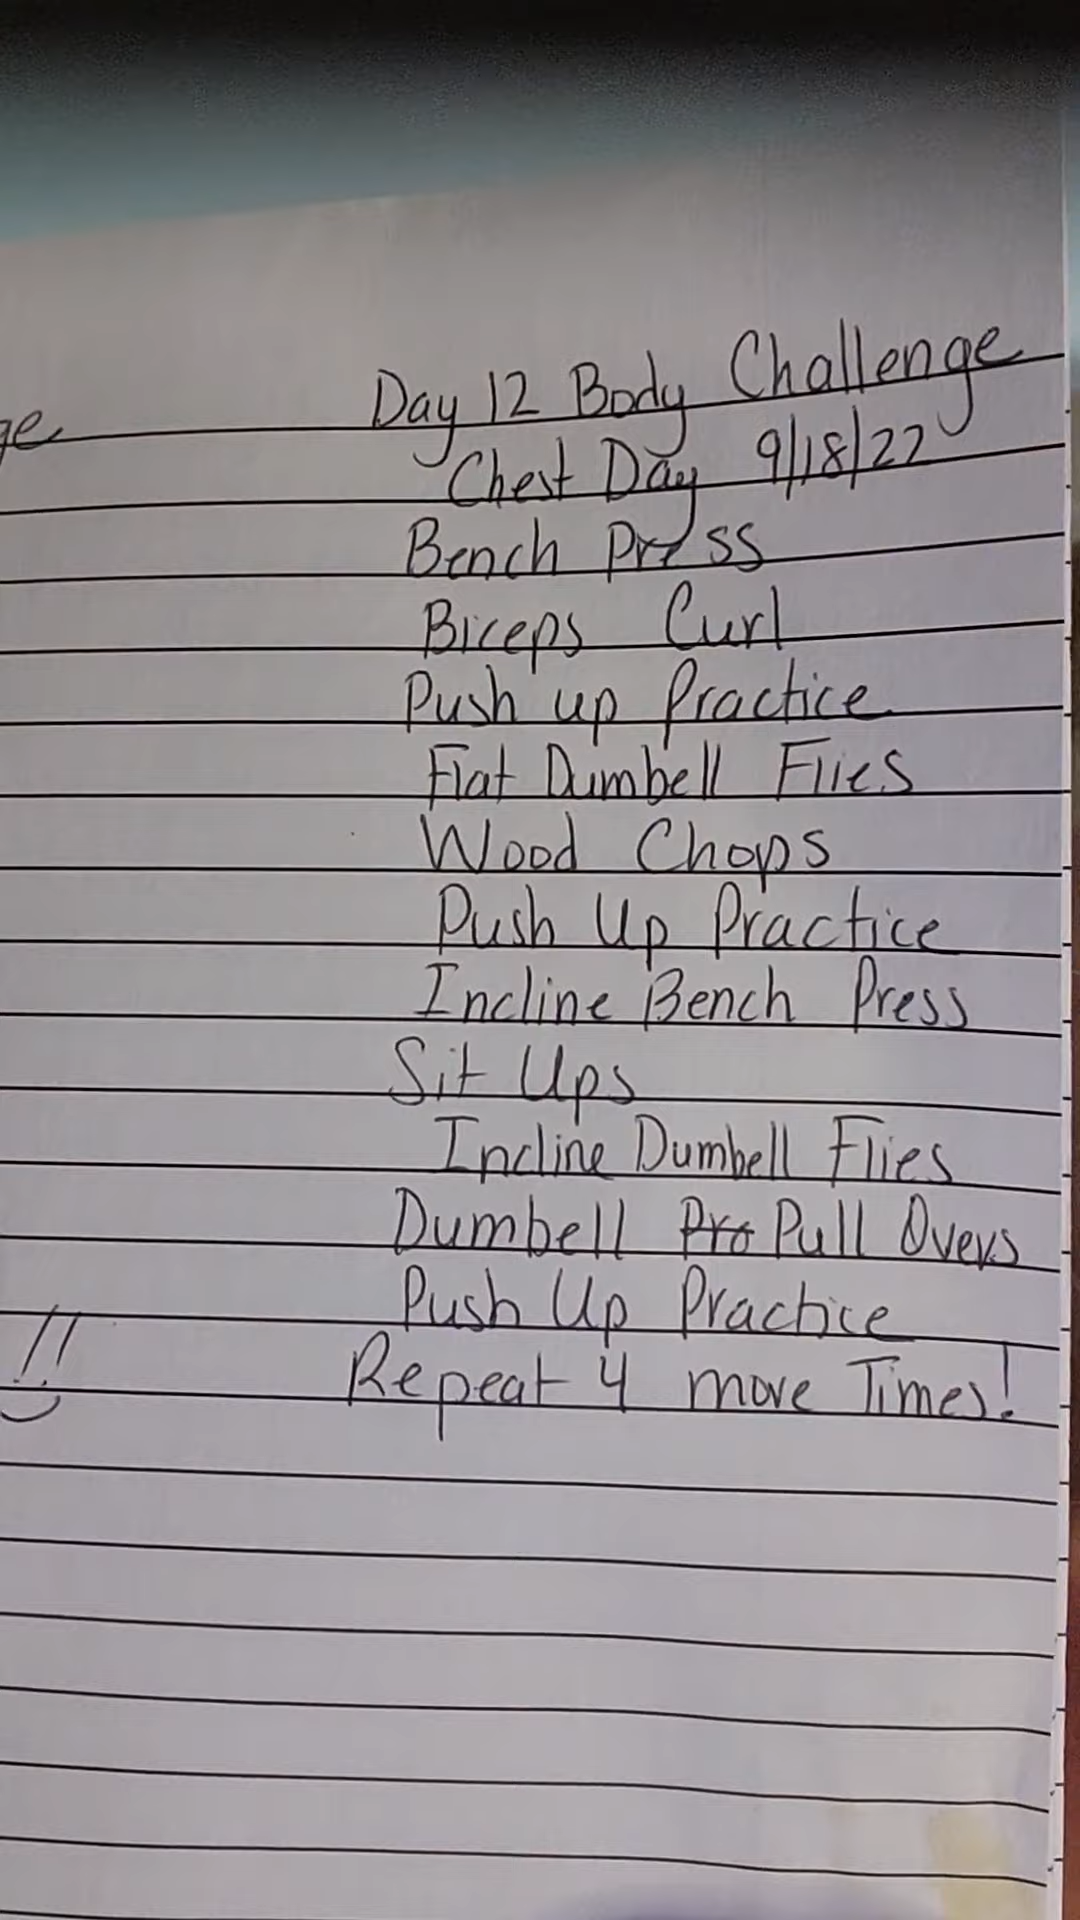 ge
Day 12 Body Challenge
Chest Day 9/18/22
Bench Press
Biceps Curl
Push up Practice
Flat Dumbell Flies
Wood Chops
Push Up Practice
Incline Bench Press
Sit Ups
Incline Dumbell Flies
Dumbell Pro Pull Overs
Push Up Practice
!! Repeat 4 more Times!